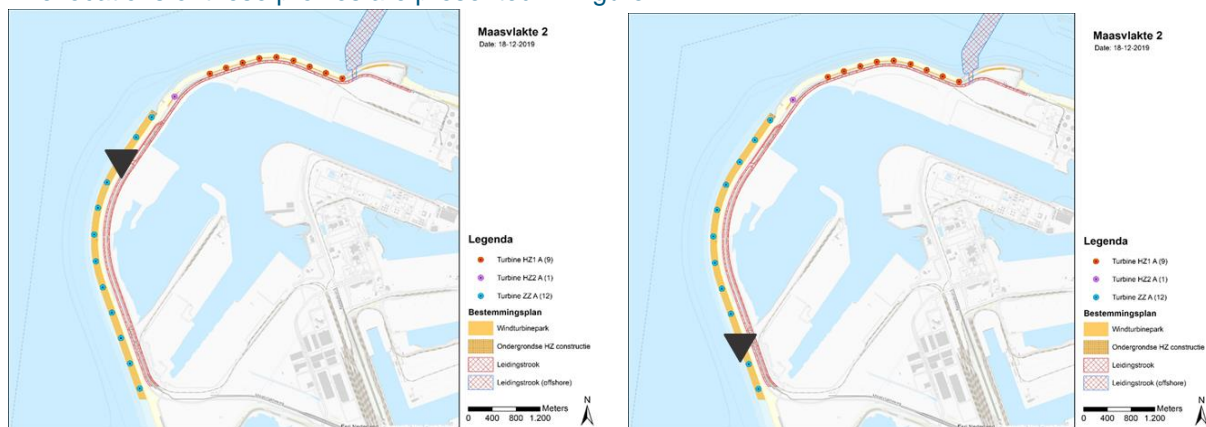 Maasvlakte 2
Date: 18-12-2019
Legenda
Turbine HZ1 A (9)
Turbine HZ2 A (1)
Turbine ZZ A (12)
Bestemmingsplan
Windturbinepark
Ondergrondse HZ constructie
Leidingstrook
Leidingstrook (offshore)
Meters
0 400 800 1.200
N
Maasvlakte 2
Date: 18-12-2019
Legenda
Turbine HZ1 A (9)
Turbine HZ2 A (1)
Turbine ZZ A (12)
Bestemmingsplan
Windturbinepark
Ondergrondse HZ constructie
Leidingstrook
Leidingstrook (offshore)
Meters
0 400 800 1.200
N